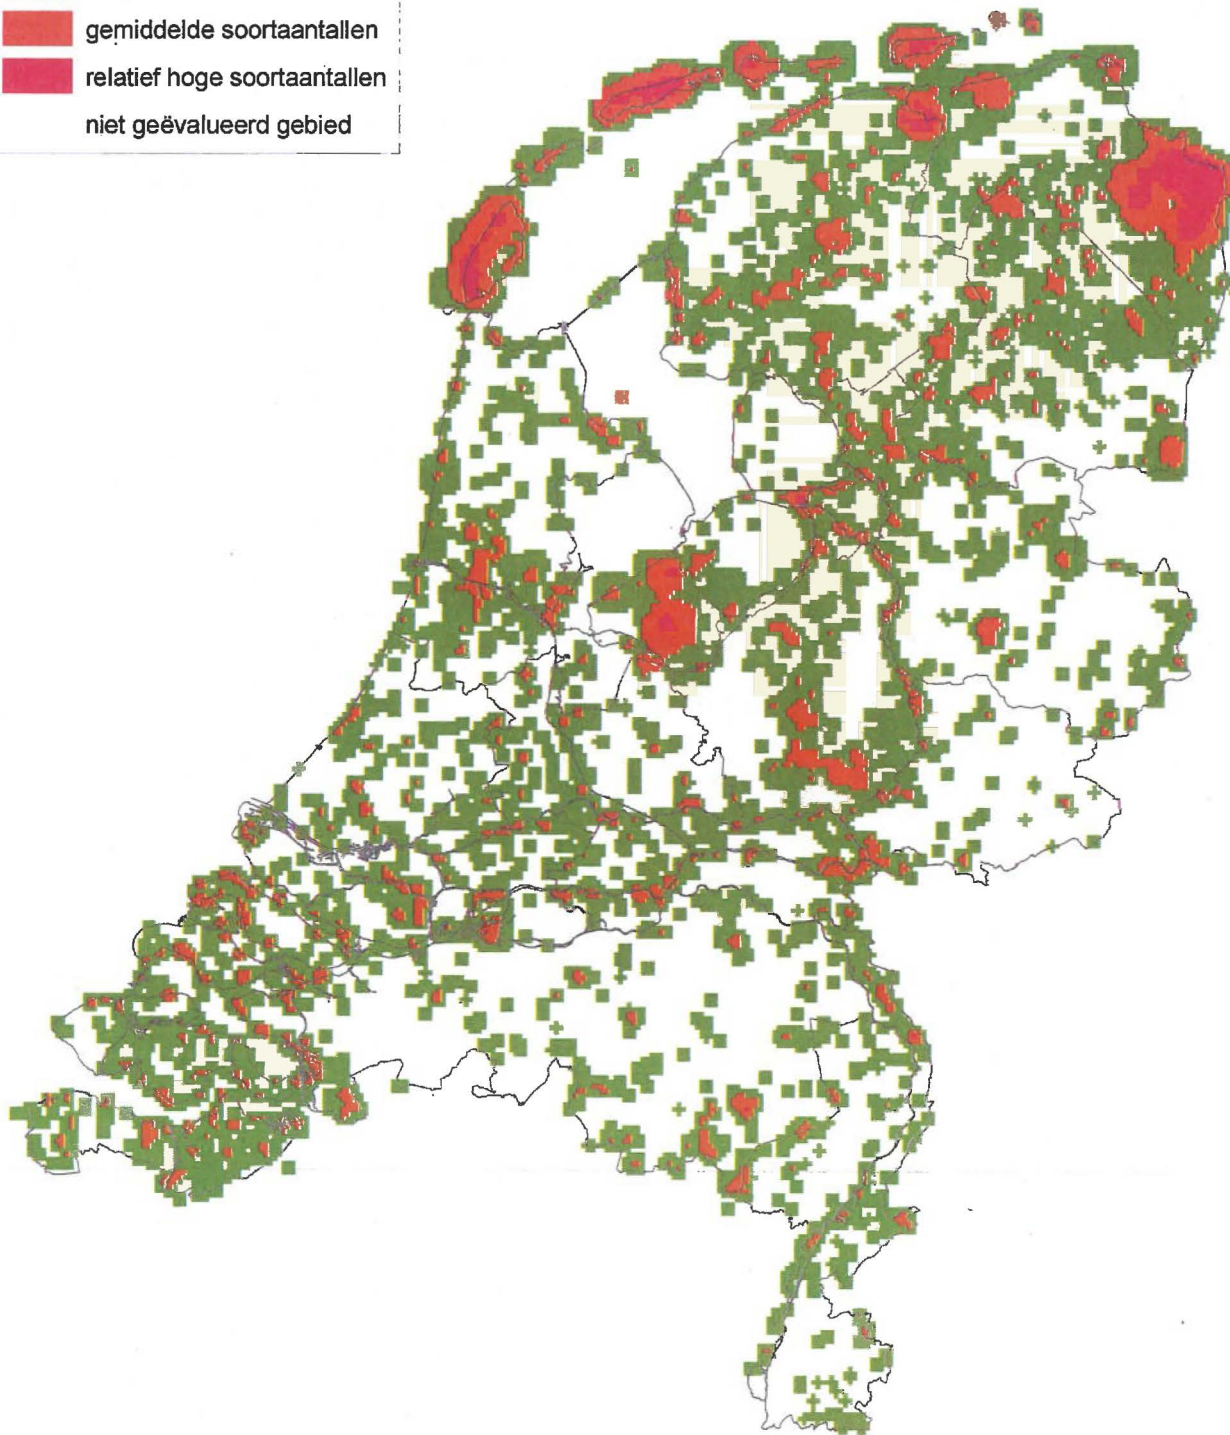 gemiddelde soortaantallen
relatief hoge soortaantallen
niet geëvalueerd gebied